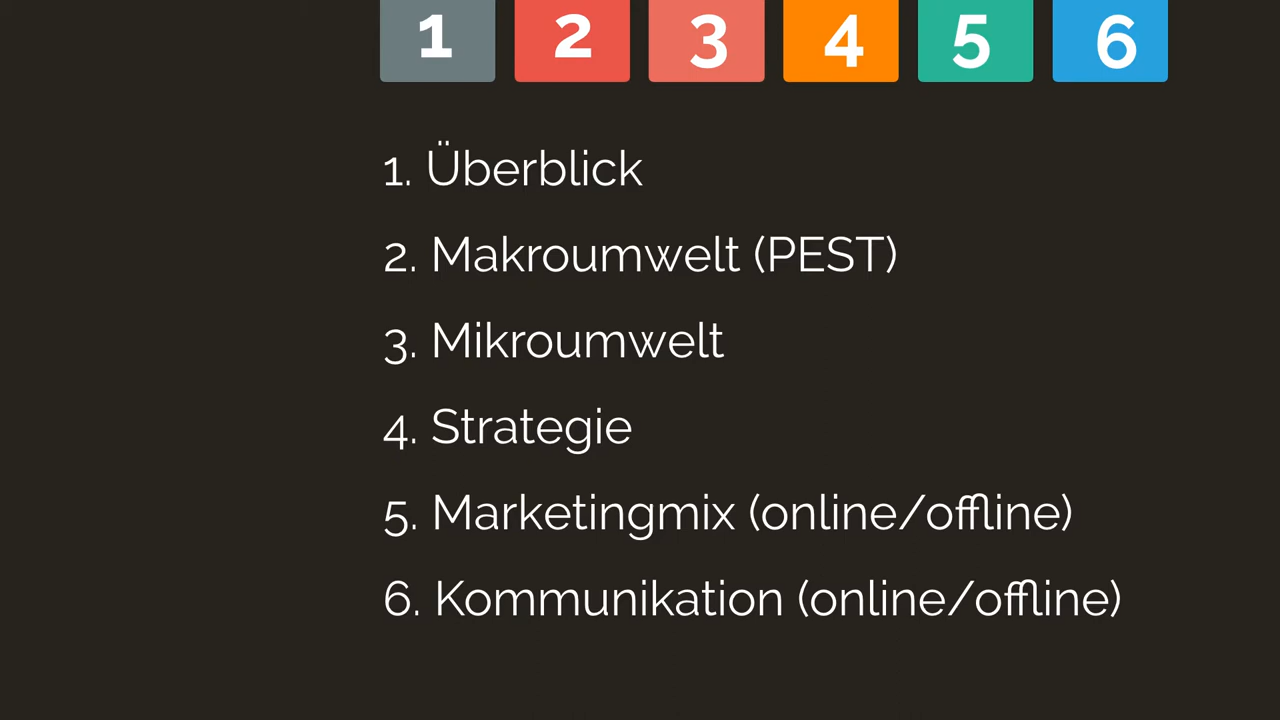 1 2 3 4 5 6
1. Überblick
2. Makroumwelt (PEST)
3. Mikroumwelt
4. Strategie
5. Marketingmix (online/offline)
6. Kommunikation (online/offline)